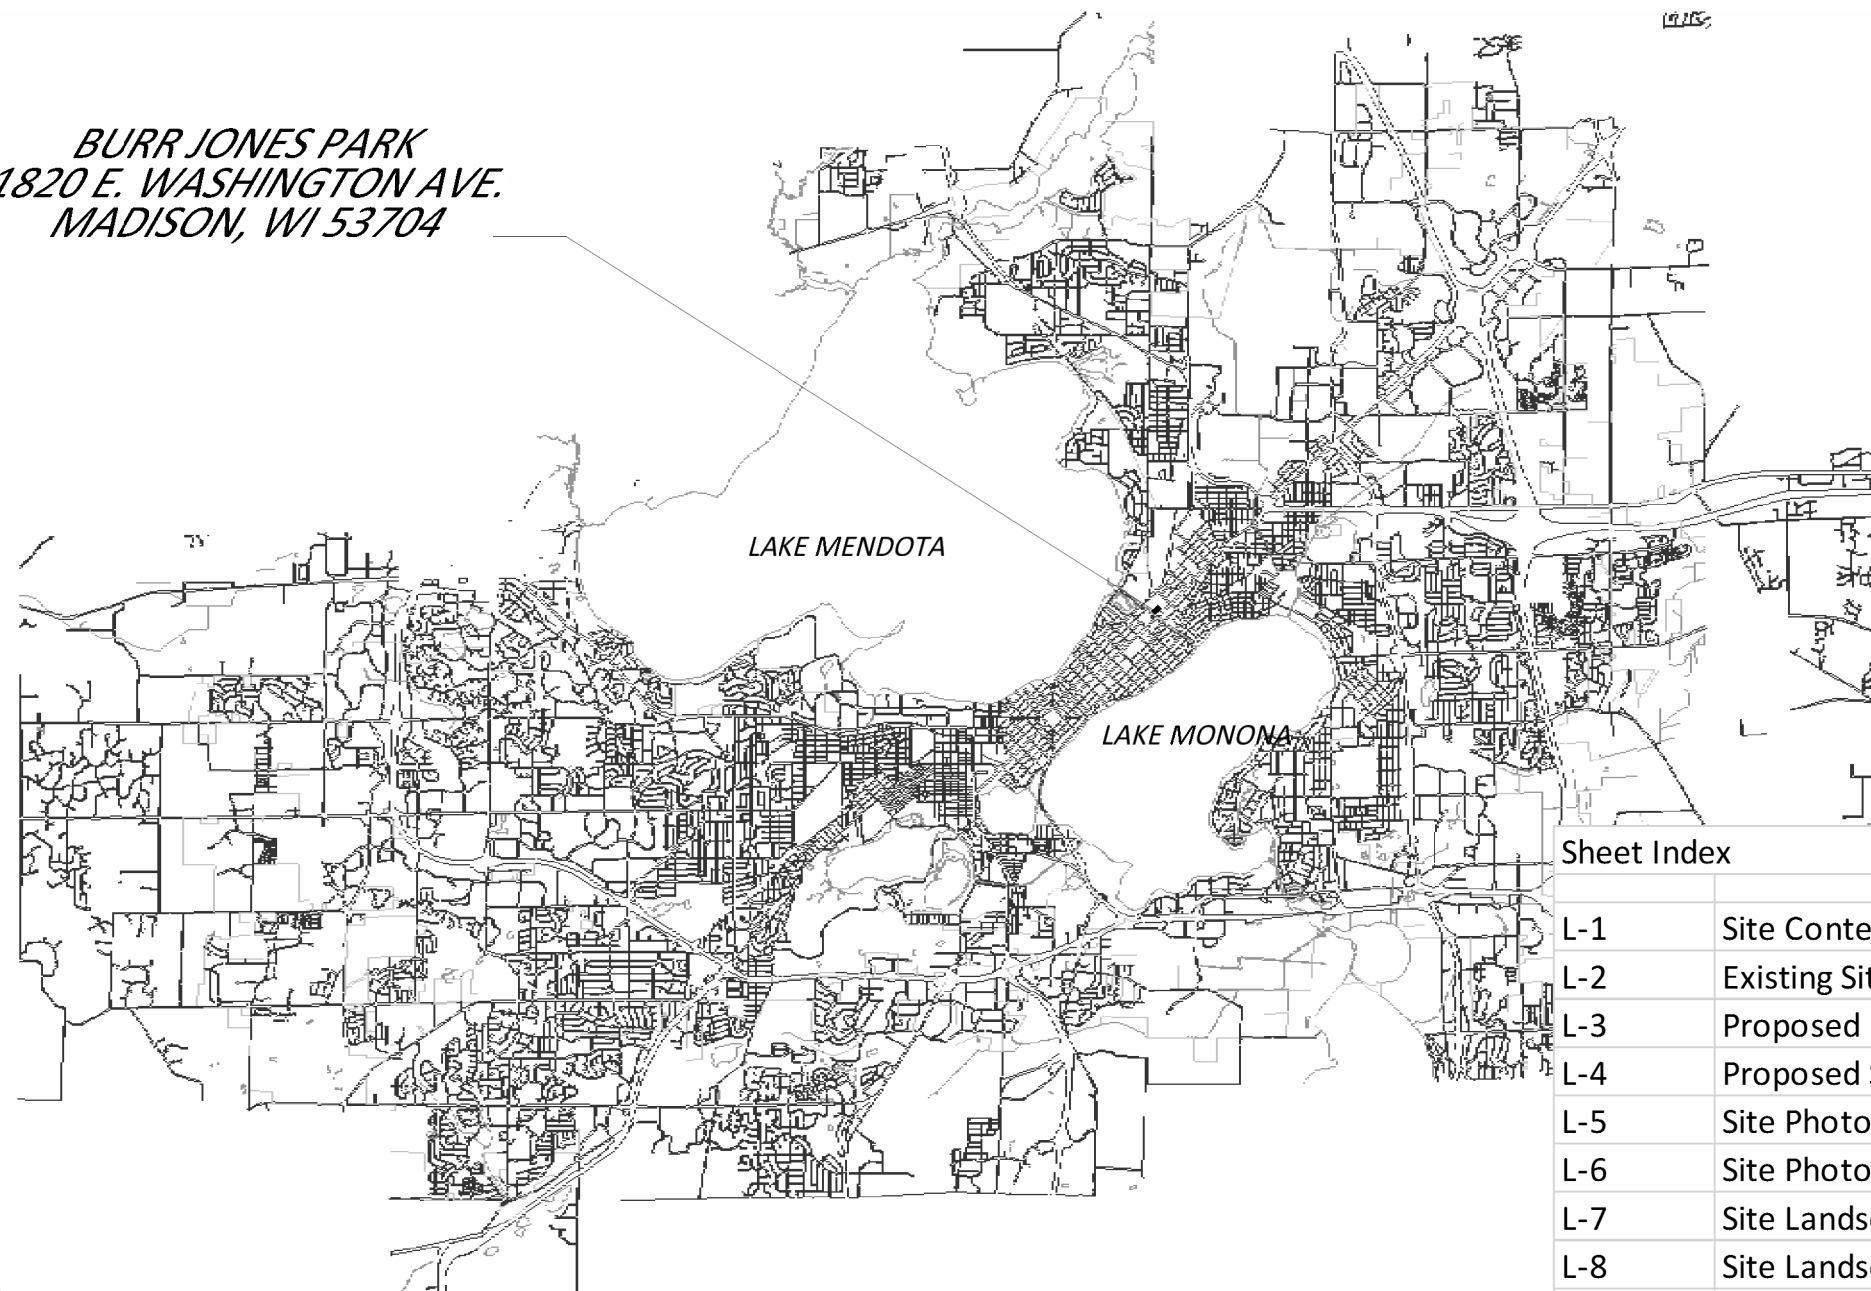 BURR JONES PARK
1820 E. WASHINGTON AVE.
MADISON, WI 53704
LAKE MENDOTA
LAKE MONONA
Sheet Index
L-1 Site Conte
L-2 Existing Sit
L-3 Proposed
L-4 Proposed
L-5 Site Photo
L-6 Site Photo
L-7 Site Lands
L-8 Site Lands